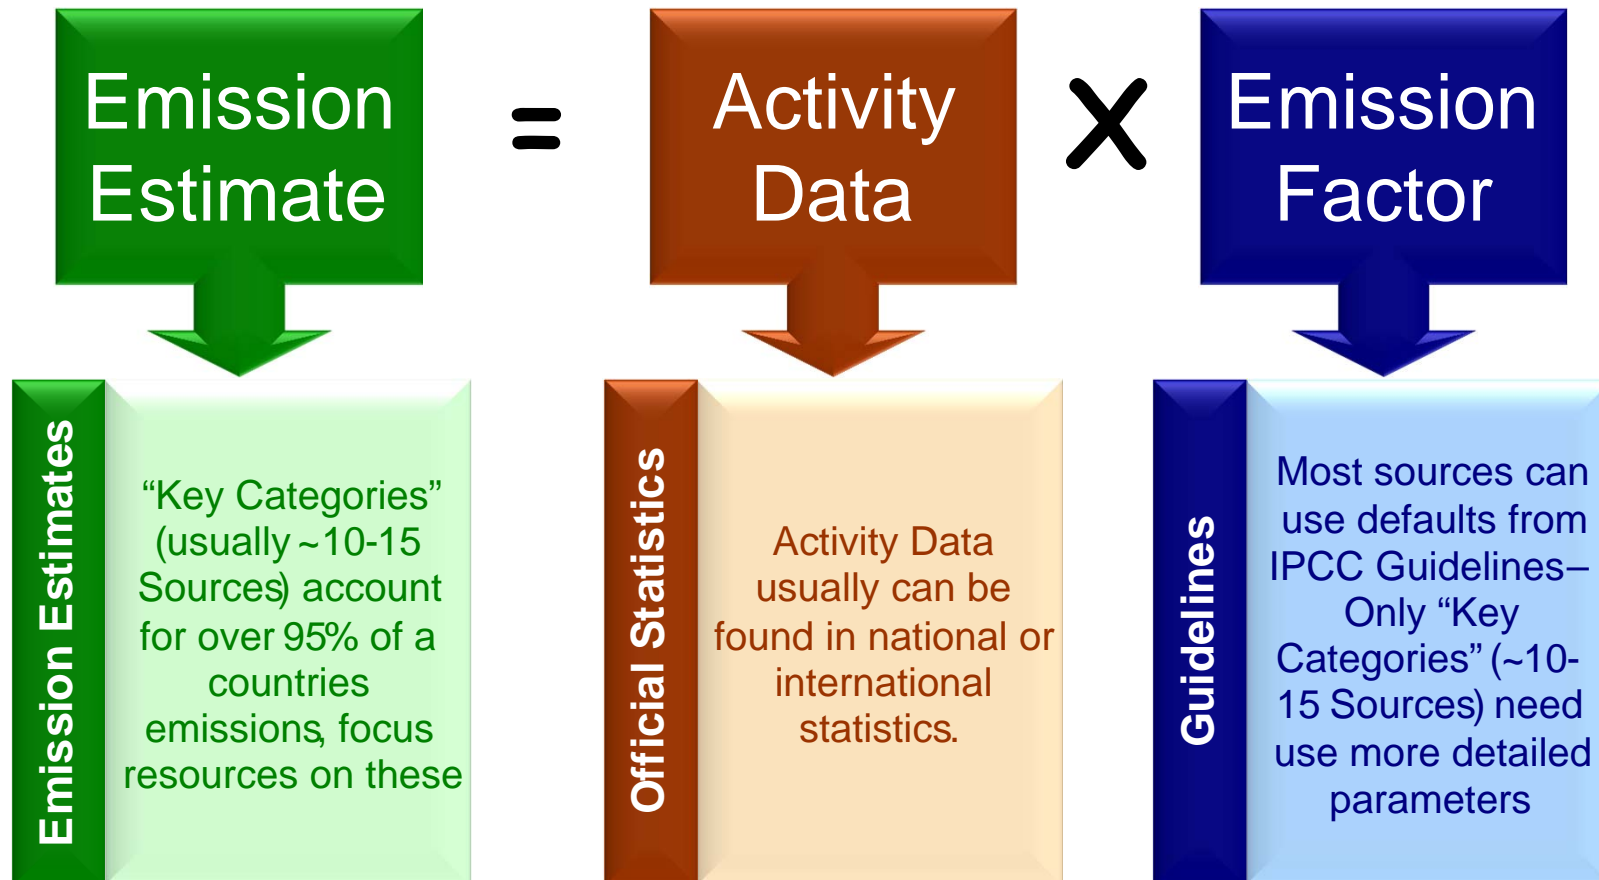 Emission
Estimate
=
Activity
Data
X
Emission
Factor
Emission Estimates
“Key Categories”
(usually ~10-15
Sources) account
for over 95% of a
countries
emissions, focus
resources on these
Official Statistics
Activity Data
usually can be
found in national or
international
statistics.
Guidelines
Most sources can
use defaults from
IPCC Guidelines–
Only “Key
Categories” (~10-
15 Sources) need
use more detailed
parameters